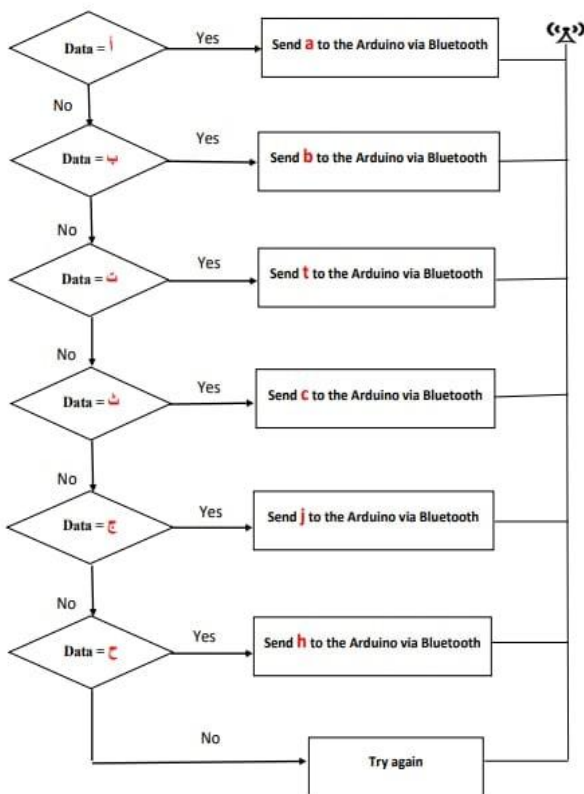 Data = أ
Yes
Send a to the Arduino via Bluetooth
No
Data = ب
Yes
Send b to the Arduino via Bluetooth
No
Data = ت
Yes
Send t to the Arduino via Bluetooth
No
Data = ث
Yes
Send c to the Arduino via Bluetooth
No
Data = ج
Yes
Send j to the Arduino via Bluetooth
No
Data = ح
Yes
Send h to the Arduino via Bluetooth
No
Try again